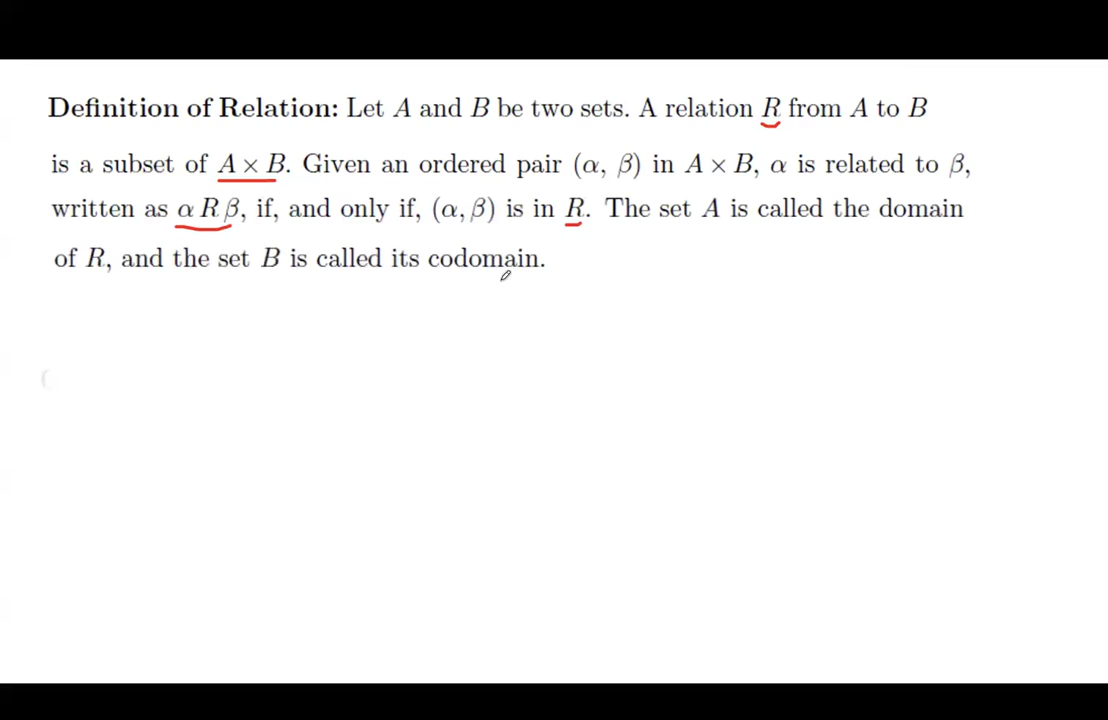 Definition of Relation: Let A and B be two sets. A relation R from A to B
is a subset of A × B. Given an ordered pair (α, β) in A × B, α is related to β,
written as α R β, if, and only if, (α, β) is in R. The set A is called the domain
of R, and the set B is called its codomain.